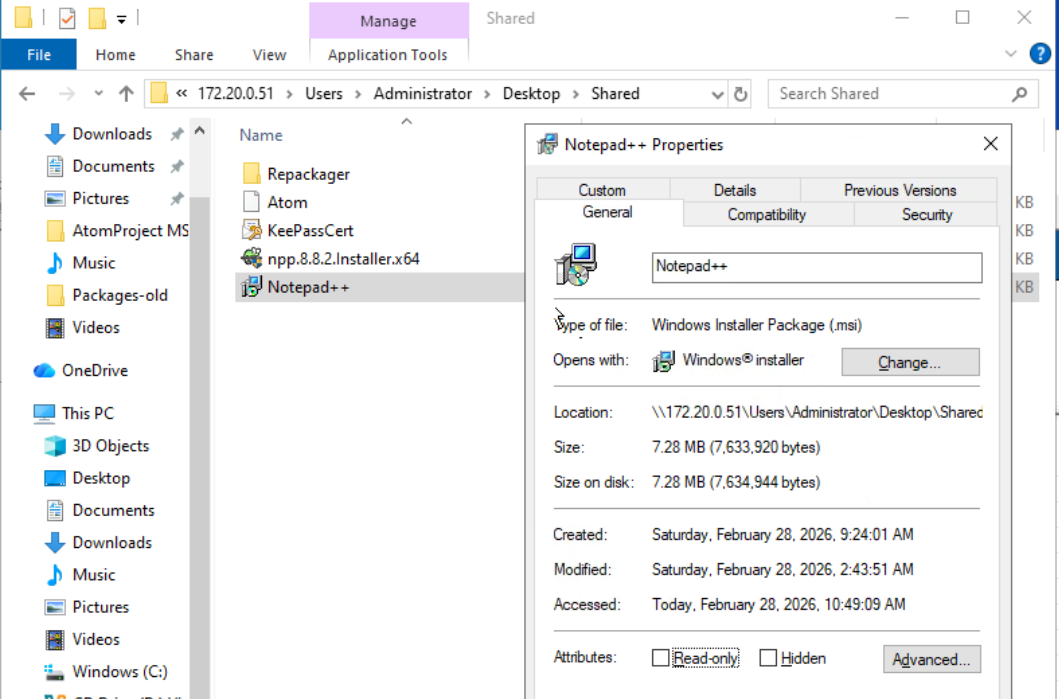 Manage
Shared
File
Home
Share
View
Application Tools
« 172.20.0.51 > Users > Administrator > Desktop > Shared
Search Shared
Downloads
Documents
Pictures
AtomProject MS
Music
Packages-old
Videos
OneDrive
This PC
3D Objects
Desktop
Documents
Downloads
Music
Pictures
Videos
Windows (C:)
Name
Repackager
Atom
KeePassCert
npp.8.8.2.Installer.x64
Notepad++
KB
KB
KB
KB
Notepad++ Properties
Custom
Details
Previous Versions
General
Compatibility
Security
Notepad++
Type of file: Windows Installer Package (.msi)
Opens with: Windows® installer
Change...
Location: \\172.20.0.51\Users\Administrator\Desktop\Shared
Size: 7.28 MB (7,633,920 bytes)
Size on disk: 7.28 MB (7,634,944 bytes)
Created: Saturday, February 28, 2026, 9:24:01 AM
Modified: Saturday, February 28, 2026, 2:43:51 AM
Accessed: Today, February 28, 2026, 10:49:09 AM
Attributes: Read-only Hidden
Advanced...